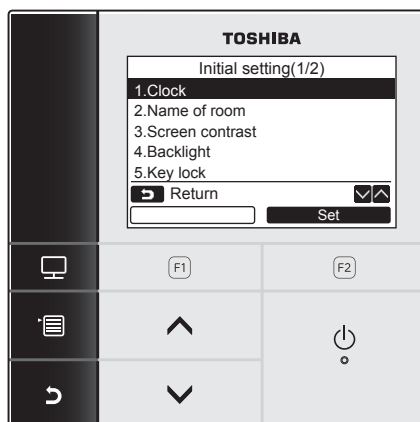 TOSHIBA
Initial setting(1/2)
1.Clock
2.Name of room
3.Screen contrast
4.Backlight
5.Key lock
Return
Set
F1
F2